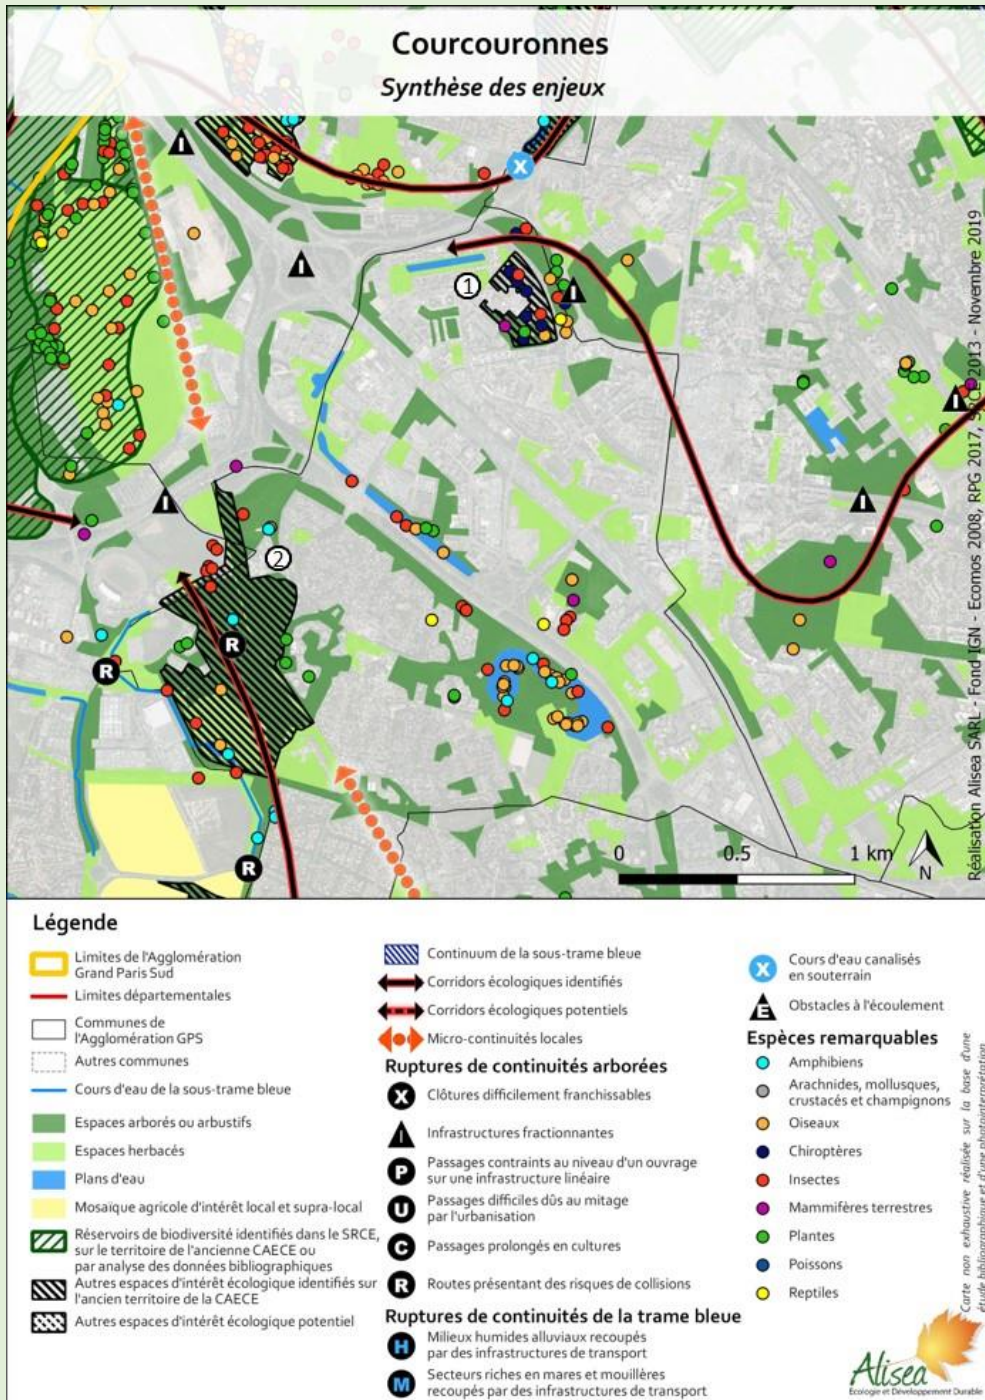 Courcouronnes
Synthèse des enjeux
I
X
I
1
I
I
I
I
2
R
R
R
0 0.5 1 km
N
Réalisation Alisea SARL - Fond IGN - Ecomos 2008, RPG 2017, 2013 - Novembre 2019
Légende
Limites de l'Agglomération
Grand Paris Sud
Limites départementales
Communes de
l'Agglomération GPS
Autres communes
Cours d'eau de la sous-trame bleue
Espaces arborés ou arbustifs
Espaces herbacés
Plans d'eau
Mosaïque agricole d'intérêt local et supra-local
Réservoirs de biodiversité identifiés dans le SRCE,
sur le territoire de l'ancienne CAECE ou
par analyse des données bibliographiques
Autres espaces d'intérêt écologique identifiés sur
l'ancien territoire de la CAECE
Autres espaces d'intérêt écologique potentiel
Continuum de la sous-trame bleue
Corridors écologiques identifiés
Corridors écologiques potentiels
Micro-continuités locales
Ruptures de continuités arborées
X Clôtures difficilement franchissables
I Infrastructures fractionnantes
P Passages contraints au niveau d'un ouvrage
sur une infrastructure linéaire
U Passages difficiles dûs au mitage
par l'urbanisation
C Passages prolongés en cultures
R Routes présentant des risques de collisions
Ruptures de continuités de la trame bleue
H Milieux humides alluviaux recoupés
par des infrastructures de transport
M Secteurs riches en mares et mouillères
recoupés par des infrastructures de transport
X Cours d'eau canalisés
en souterrain
E Obstacles à l'écoulement
Espèces remarquables
Amphibiens
Arachnides, mollusques,
crustacés et champignons
Oiseaux
Chiroptères
Insectes
Mammifères terrestres
Plantes
Poissons
Reptiles
Carte non exhaustive réalisée sur la base d'une
étude bibliographique et d'une photointerprétation
Alisea
Ecologie et Développement Durable